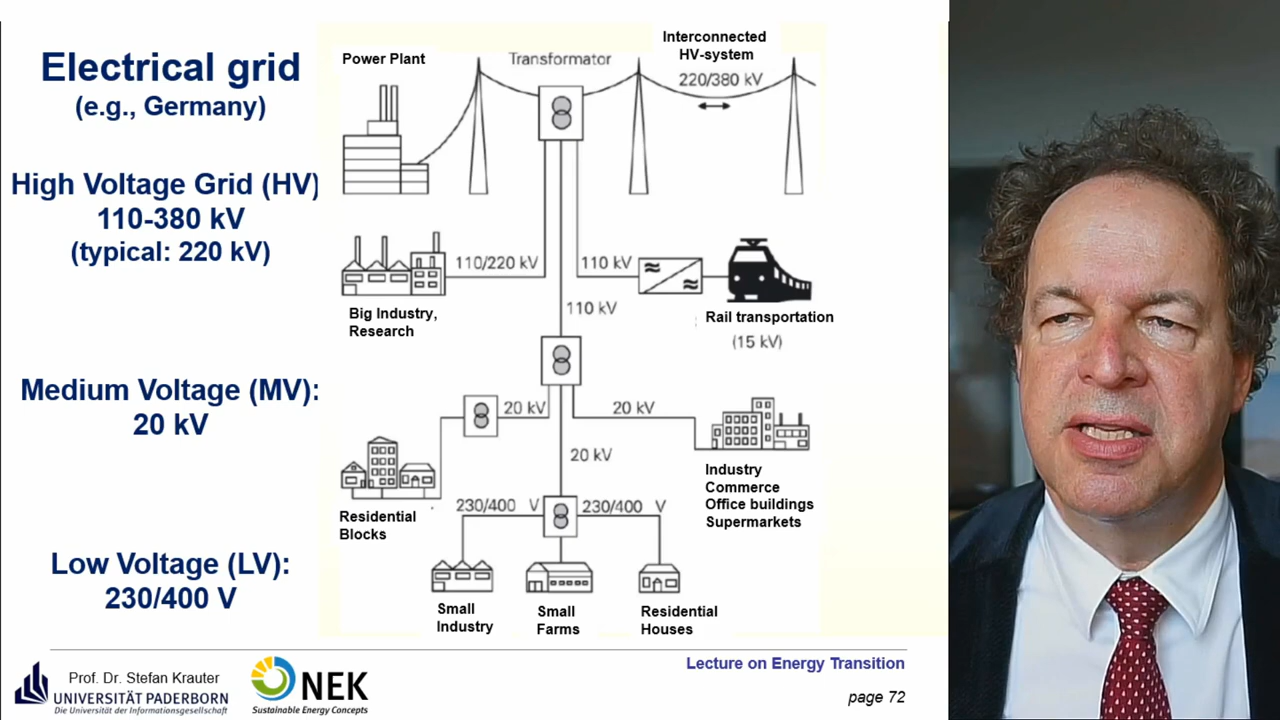 Electrical grid
(e.g., Germany)
High Voltage Grid (HV)
110-380 kV
(typical: 220 kV)
Medium Voltage (MV):
20 kV
Low Voltage (LV):
230/400 V
Power Plant
Transformator
Interconnected
HV-system
220/380 kV
110/220 kV
110 kV
Big Industry,
Research
110 kV
Rail transportation
(15 kV)
20 kV
20 kV
20 kV
Industry
Commerce
Office buildings
Supermarkets
Residential
Blocks
230/400 V
230/400 V
Small
Industry
Small
Farms
Residential
Houses
Prof. Dr. Stefan Krauter
UNIVERSITÄT PADERBORN
Die Universität der Informationsgesellschaft
NEK
Sustainable Energy Concepts
Lecture on Energy Transition
page 72